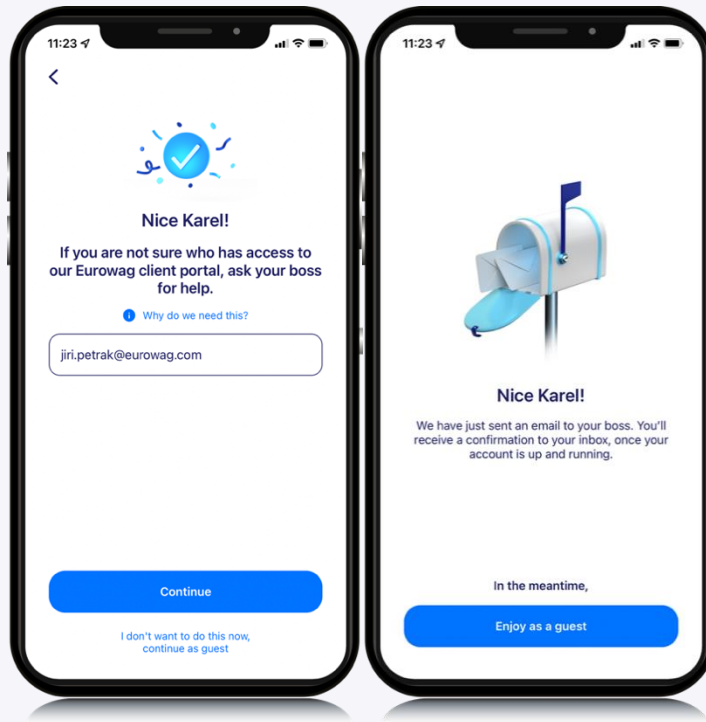 11:23
Nice Karel!
If you are not sure who has access to
our Eurowag client portal, ask your boss
for help.
Why do we need this?
jiri.petrak@eurowag.com
Continue
I don't want to do this now,
continue as guest
11:23
Nice Karel!
We have just sent an email to your boss. You'll
receive a confirmation to your inbox, once your
account is up and running.
In the meantime,
Enjoy as a guest